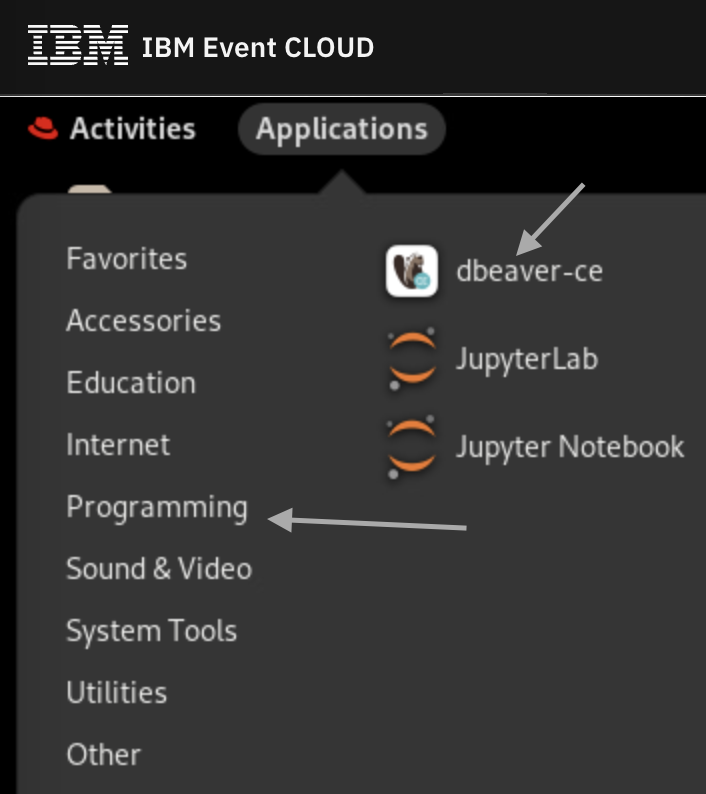 IBM IBM Event CLOUD
Activities Applications
Favorites
Accessories
Education
Internet
Programming
Sound & Video
System Tools
Utilities
Other
dbeaver-ce
JupyterLab
Jupyter Notebook